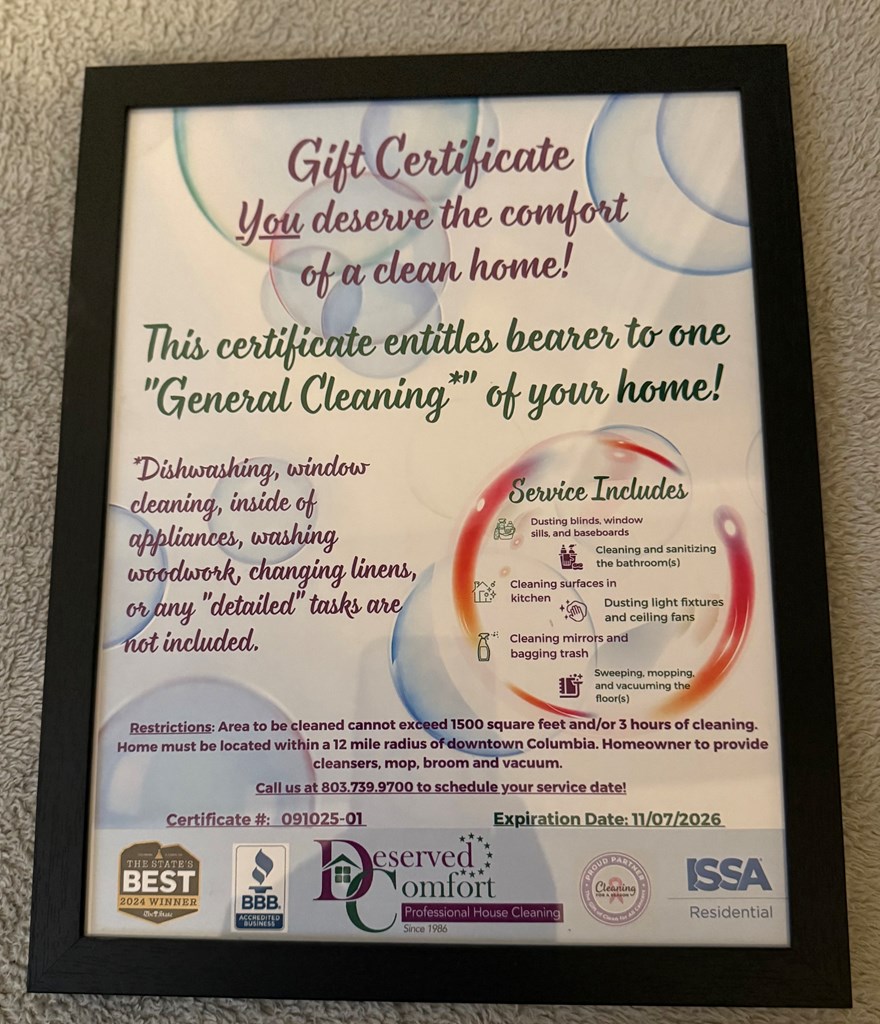 Gift Certificate
You deserve the comfort
of a clean home!
This certificate entitles bearer to one
"General Cleaning*" of your home!
*Dishwashing, window
cleaning, inside of
appliances, washing
woodwork, changing linens,
or any "detailed" tasks are
not included.
Service Includes
Dusting blinds, window
sills, and baseboards
Cleaning and sanitizing
the bathroom(s)
Cleaning surfaces in
kitchen
Dusting light fixtures
and ceiling fans
Cleaning mirrors and
bagging trash
Sweeping, mopping,
and vacuuming the
floor(s)
Restrictions: Area to be cleaned cannot exceed 1500 square feet and/or 3 hours of cleaning.
Home must be located within a 12 mile radius of downtown Columbia. Homeowner to provide
cleansers, mop, broom and vacuum.
Call us at 803.739.9700 to schedule your service date!
Certificate #: 091025-01
Expiration Date: 11/07/2026
THE STATE'S
BEST
2024 WINNER
BBB
ACCREDITED
BUSINESS
Deserved
Comfort
Professional House Cleaning
Since 1986
PROUD PARTNER
Cleaning
FOR A REASON
ISSA
Residential